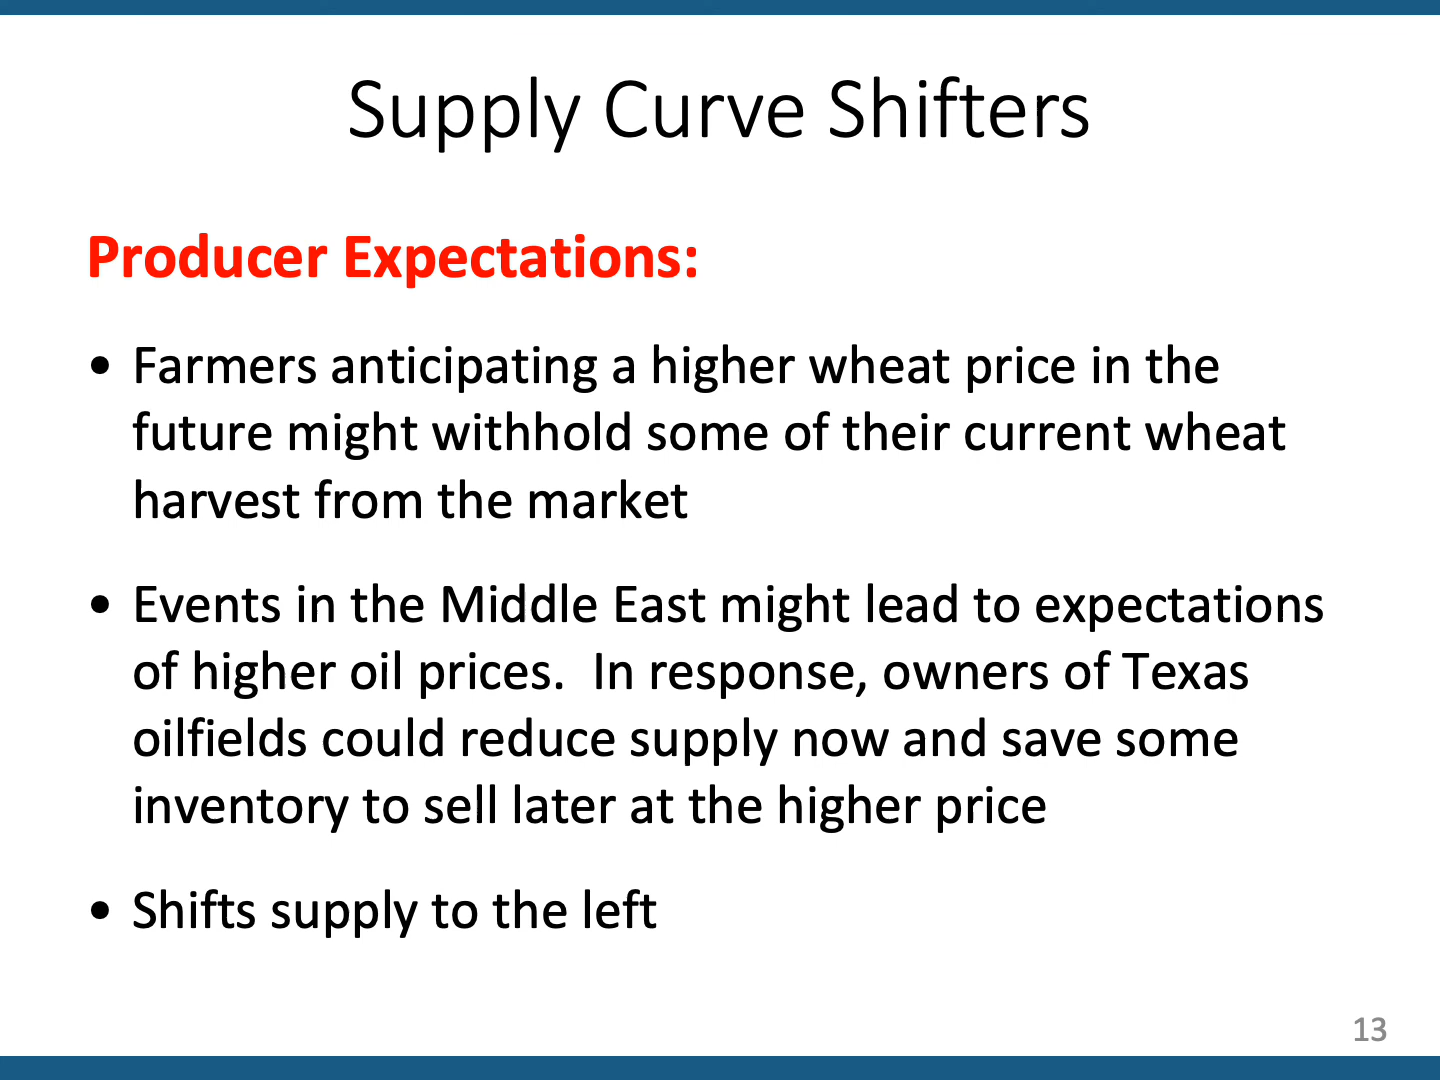 Supply Curve Shifters
Producer Expectations:
• Farmers anticipating a higher wheat price in the
future might withhold some of their current wheat
harvest from the market
• Events in the Middle East might lead to expectations
of higher oil prices.  In response, owners of Texas
oilfields could reduce supply now and save some
inventory to sell later at the higher price
• Shifts supply to the left
13